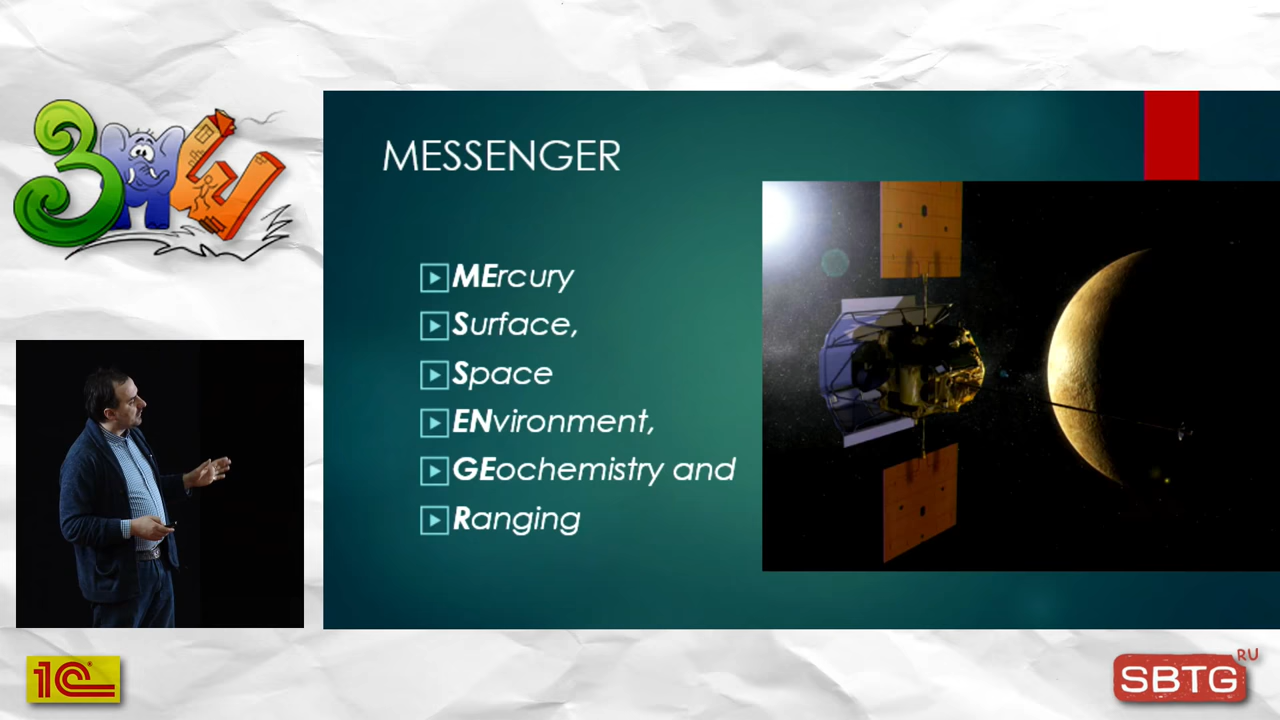 MESSENGER
MErcury
Surface,
Space
ENvironment,
GEochemistry and
Ranging
1С
RU
SBTG